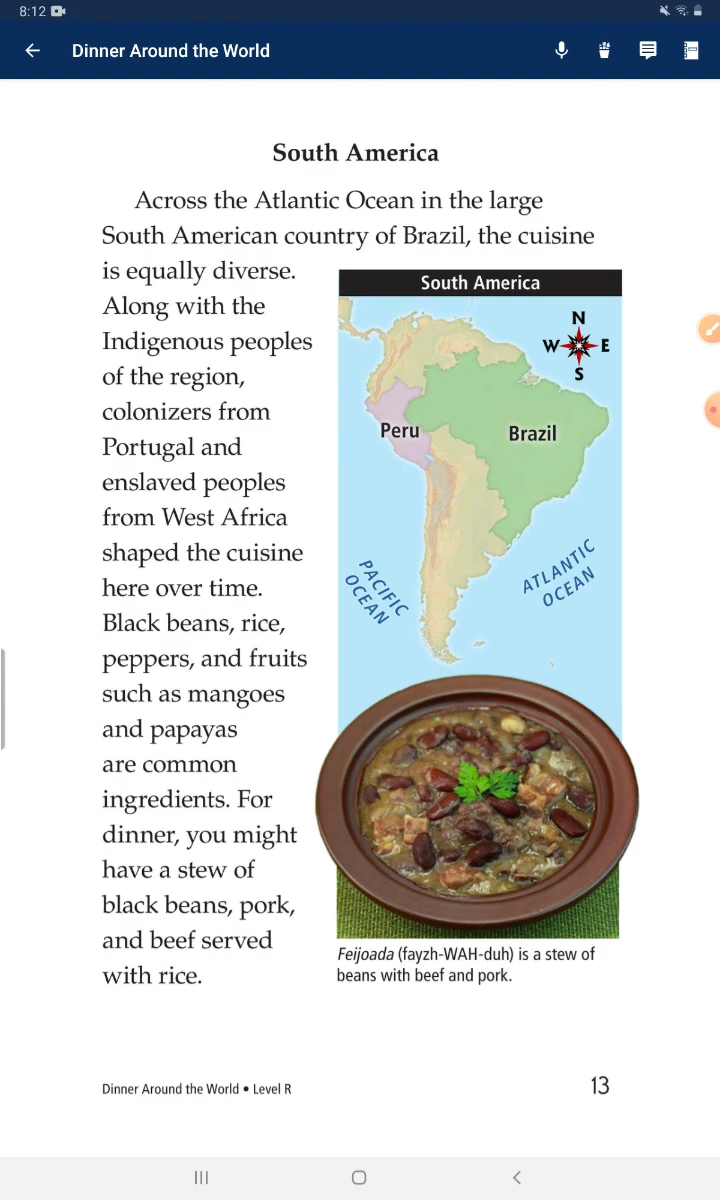 8:12
Dinner Around the World
South America
Across the Atlantic Ocean in the large
South American country of Brazil, the cuisine
is equally diverse.
Along with the
Indigenous peoples
of the region,
colonizers from
Portugal and
enslaved peoples
from West Africa
shaped the cuisine
here over time.
Black beans, rice,
peppers, and fruits
such as mangoes
and papayas
are common
ingredients. For
dinner, you might
have a stew of
black beans, pork,
and beef served
with rice.
South America
N
W E
S
Peru
Brazil
PACIFIC
OCEAN
ATLANTIC
OCEAN
Feijoada (fayzh-WAH-duh) is a stew of
beans with beef and pork.
Dinner Around the World • Level R
13